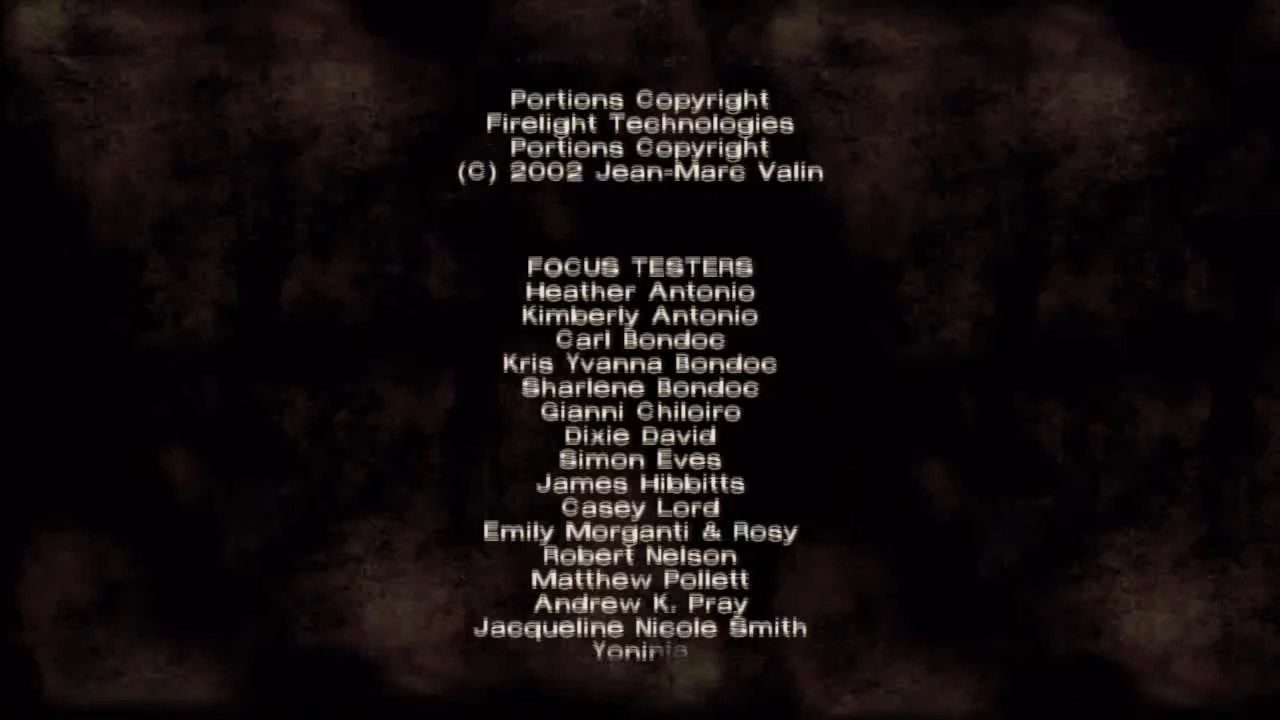 Portions Copyright
Firelight Technologies
Portions Copyright
(C) 2002 Jean-Marc Valin
FOCUS TESTERS
Heather Antonio
Kimberly Antonio
Carl Bondoc
Kris Yvanna Bondoc
Sharlene Bondoc
Gianni Chiloiro
Dixie David
Simon Eves
James Hibbitts
Casey Lord
Emily Morganti & Rosy
Robert Nelson
Matthew Pollett
Andrew K. Pray
Jacqueline Nicole Smith